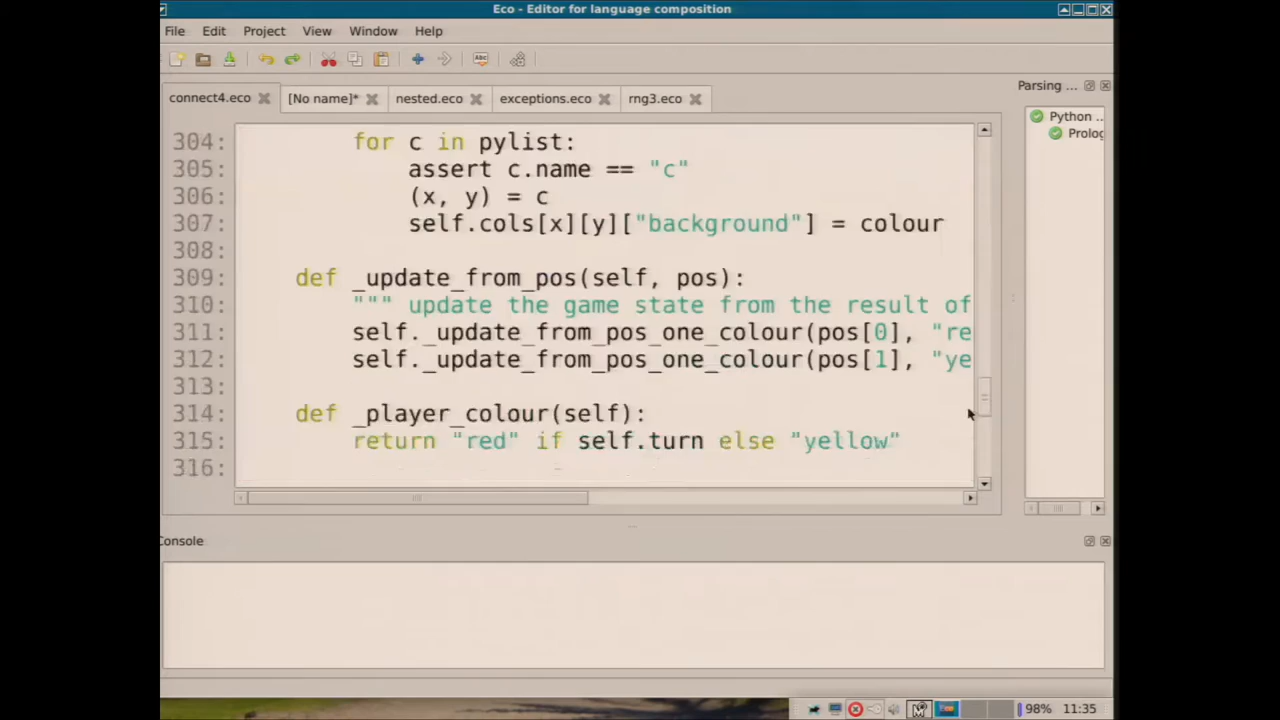 Eco - Editor for language composition
File Edit Project View Window Help
connect4.eco [No name]* nested.eco exceptions.eco rng3.eco
Parsing ...
Python ..
Prolog
304: for c in pylist:
305: assert c.name == "c"
306: (x, y) = c
307: self.cols[x][y]["background"] = colour
308:
309: def _update_from_pos(self, pos):
310: """ update the game state from the result of
311: self._update_from_pos_one_colour(pos[0], "re
312: self._update_from_pos_one_colour(pos[1], "ye
313:
314: def _player_colour(self):
315: return "red" if self.turn else "yellow"
316:
Console
98% 11:35